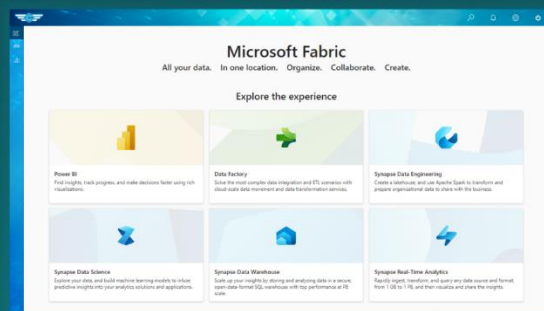 Microsoft Fabric
All your data. In one location. Organize. Collaborate. Create.
Explore the experience
Power BI
Find insights, track progress, and make decisions faster using rich
visualisations.
Data Factory
Solve the most complex data integration and ETL scenarios with
cloud-scale data movement and data transformation services.
Synapse Data Engineering
Create a lakehouse, and use Apache Spark to transform and
prepare organisational data to share with the business.
Synapse Data Science
Explore your data, and build machine learning models to infuse
predictive insights into your analytics solutions and applications.
Synapse Data Warehouse
Scale up your insights by storing and analysing data in a secure,
open-data-format SQL warehouse with top performance at PB
scale.
Synapse Real-Time Analytics
Rapidly ingest, transform, and query any data source and format
from 1 GB to 1 PB, and then visualize and share the insights.